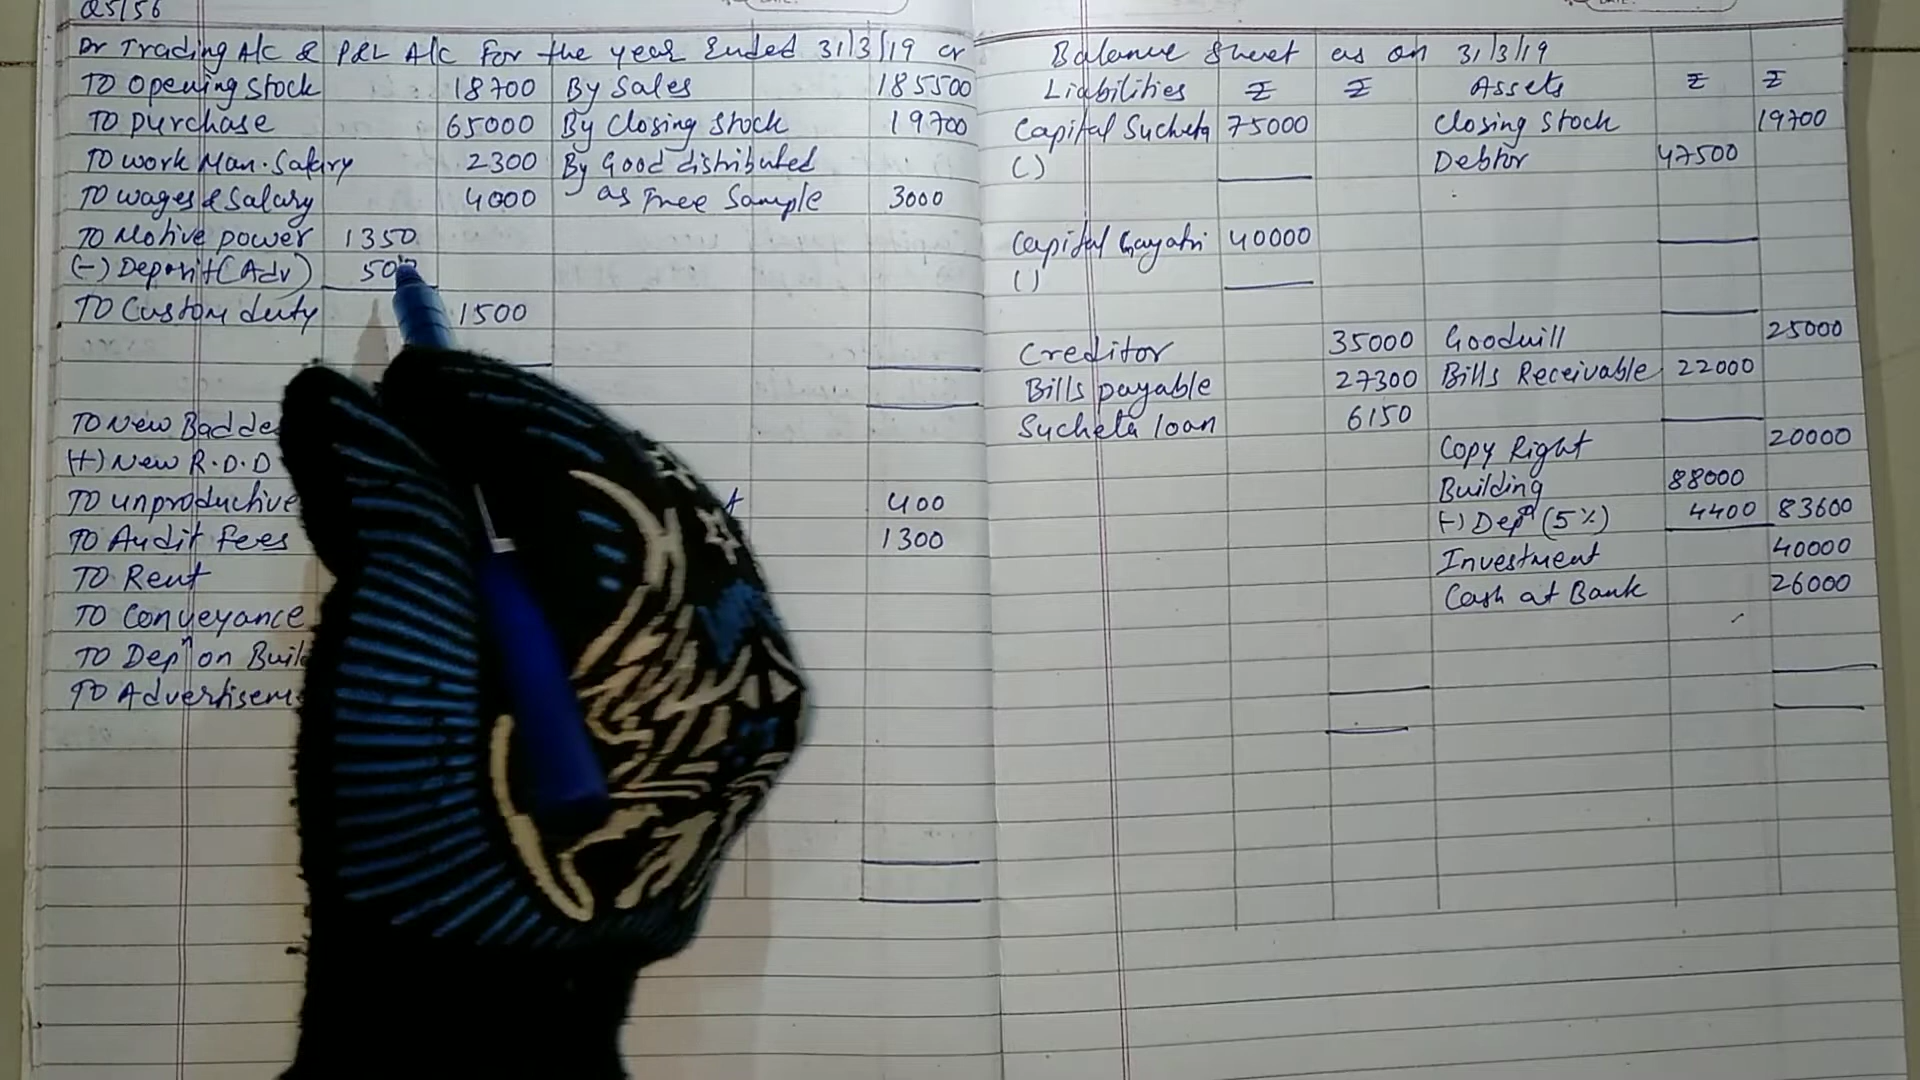 Q5/56
Dr Trading A/c & P&L A/c For the year Ended 31/3/19 cr
To Opening Stock 18700 By Sales 185500
To purchase 65000 By Closing Stock 19700
To work Man.Salary 2300 By Good distributed
To wages & Salary 4000 as Free Sample 3000
To Motive power 1350
(-) Deposit (Adv)
To Custom duty 1500
To New
(+) New R.D.D
To unproductive 400
To Audit Fees 1300
To Rent
To Conveyance
To Depn on
To
Balance Sheet as on 31/3/19
Liabilities ₹ ₹ Assets ₹ ₹
Capital Sucheta 75000 Closing Stock 19700
( ) Debtor 47500
Capital Gayatri 40000
( )
Creditor 35000 Goodwill 25000
Bills payable 27300 Bills Receivable 22000
Sucheta loan 6150
Copy Right 20000
Building 88000
(-) Depn (5%) 4400 83600
Investment 40000
Cash at Bank 26000